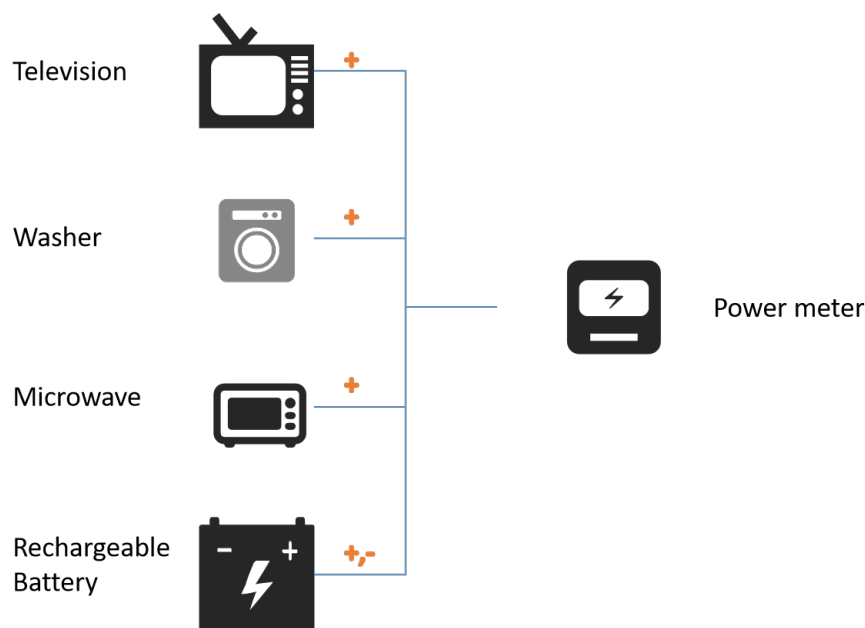 Television
+
Washer
+
Power meter
Microwave
+
Rechargeable
Battery
- +
+,-